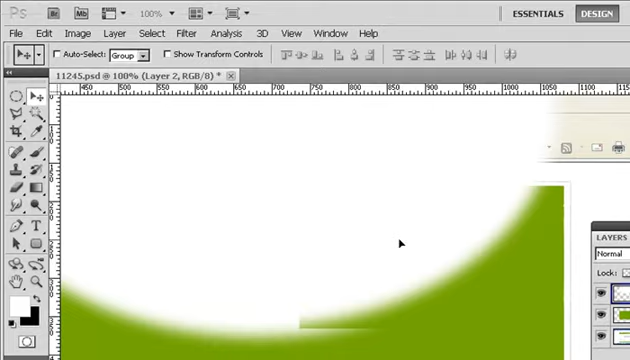 Ps Br Mb 100% ESSENTIALS DESIGN
File Edit Image Layer Select Filter Analysis 3D View Window Help
Auto-Select: Group Show Transform Controls
11245.psd @ 100% (Layer 2, RGB/8) *
450 500 550 600 650 700 750 800 850 900 950 1000 1050 1100 115
T
LAYERS
Normal
Lock: